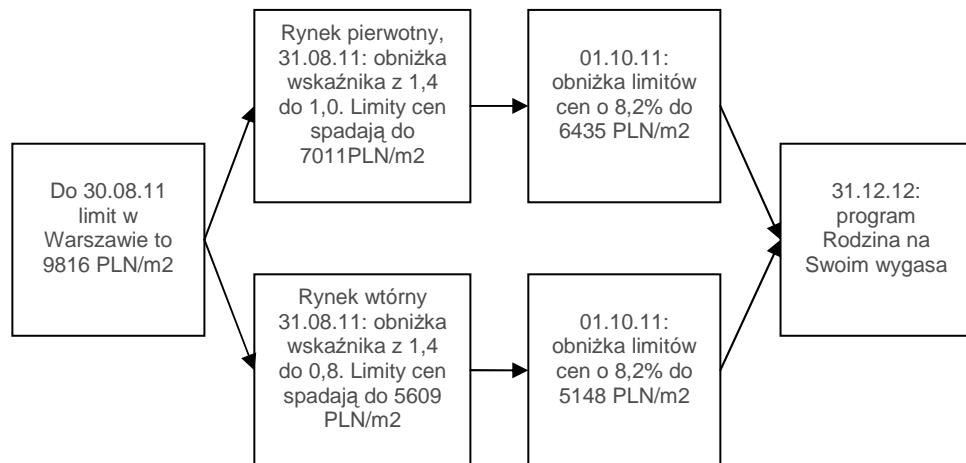 Do 30.08.11
limit w
Warszawie to
9816 PLN/m2
Rynek pierwotny,
31.08.11: obniżka
wskaźnika z 1,4
do 1,0. Limity cen
spadają do
7011PLN/m2
01.10.11:
obniżka limitów
cen o 8,2% do
6435 PLN/m2
Rynek wtórny
31.08.11: obniżka
wskaźnika z 1,4
do 0,8. Limity cen
spadają do 5609
PLN/m2
01.10.11:
obniżka limitów
cen o 8,2% do
5148 PLN/m2
31.12.12:
program
Rodzina na
Swoim wygasa